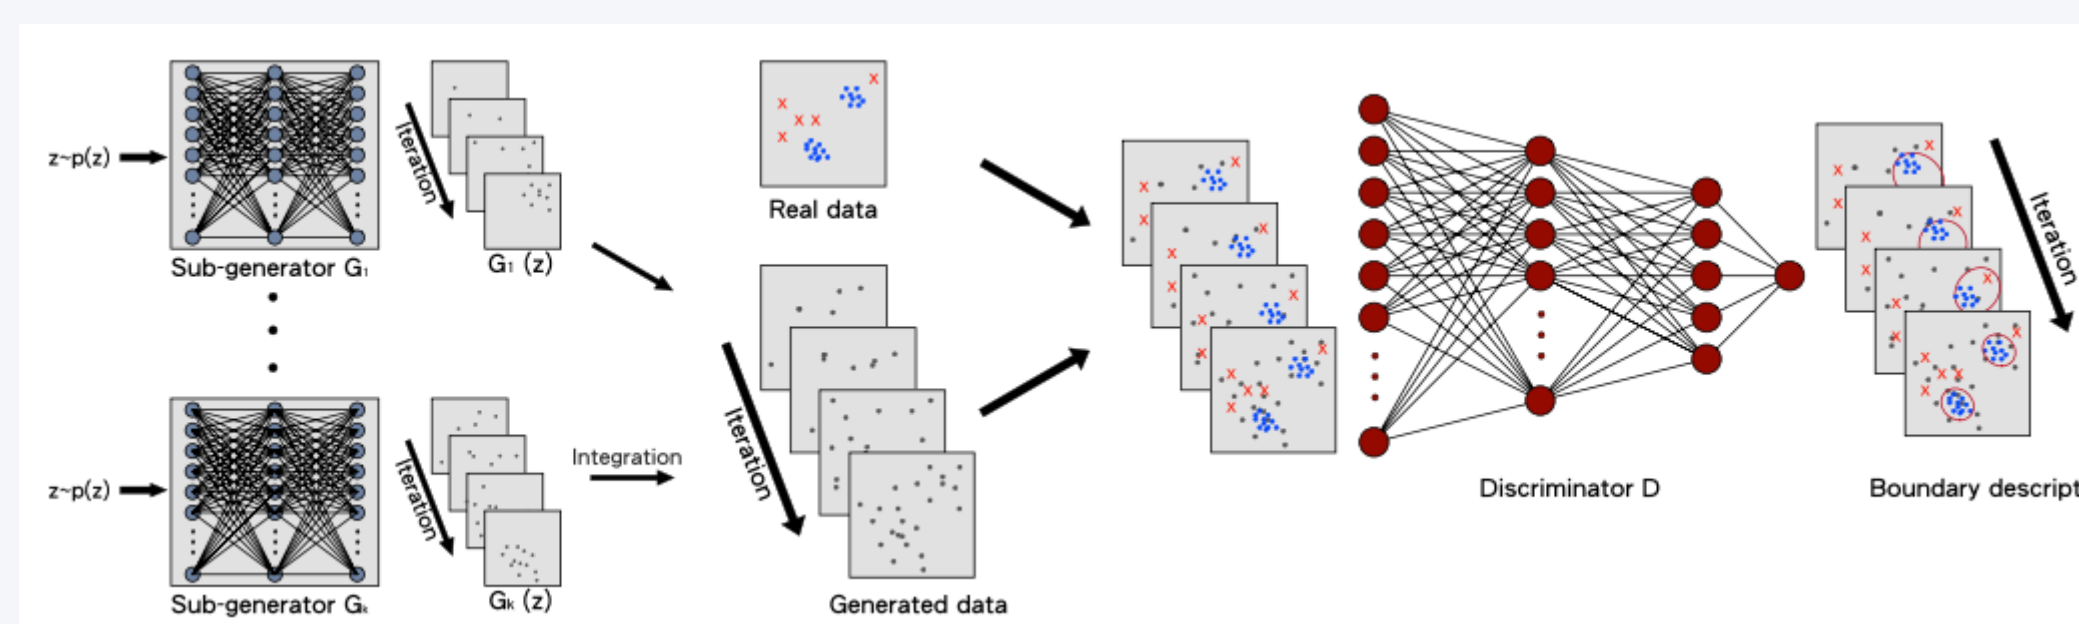 z~p(z)
Iteration
Sub-generator G₁
G₁ (z)
z~p(z)
Iteration
Integration
Sub-generator Gₖ
Gₖ (z)
Real data
Iteration
Generated data
Discriminator D
Iteration
Boundary descript